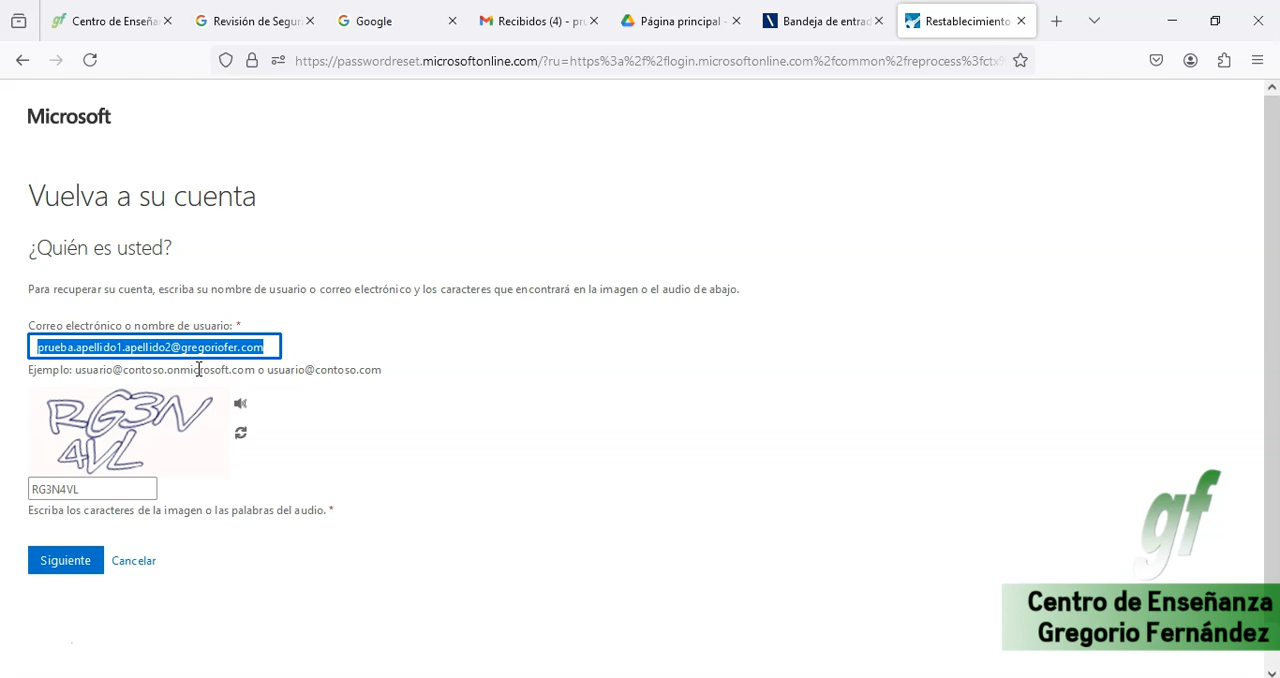 Centro de Enseña
Revisión de Segur
Google
Recibidos (4) - pru
Página principal -
Bandeja de entrad
Restablecimiento
https://passwordreset.microsoftonline.com/?ru=https%3a%2f%2flogin.microsoftonline.com%2fcommon%2freprocess%3fctx%
Microsoft
Vuelva a su cuenta
¿Quién es usted?
Para recuperar su cuenta, escriba su nombre de usuario o correo electrónico y los caracteres que encontrará en la imagen o el audio de abajo.
Correo electrónico o nombre de usuario: *
prueba.apellido1.apellido2@gregoriofer.com
Ejemplo: usuario@contoso.onmicrosoft.com o usuario@contoso.com
RG3N
4VL
RG3N4VL
Escriba los caracteres de la imagen o las palabras del audio. *
Siguiente Cancelar
gf
Centro de Enseñanza
Gregorio Fernández